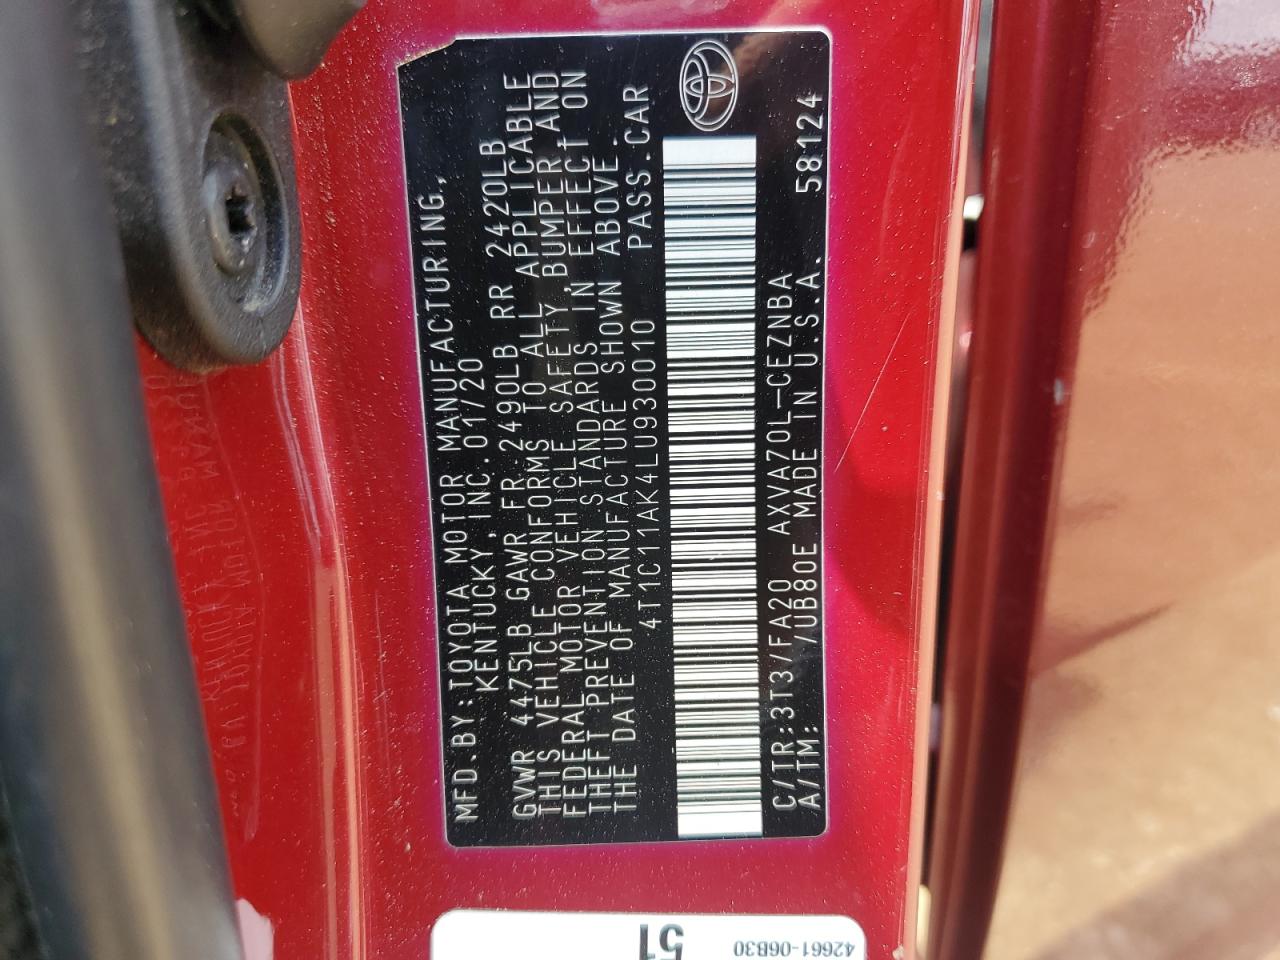 MFD.BY:TOYOTA MOTOR MANUFACTURING,
KENTUCKY,INC.01/20
GVWR 4475LB GAWR FR 2490LB RR 2420LB
THIS VEHICLE CONFORMS TO ALL APPLICABLE
FEDERAL MOTOR VEHICLE SAFETY,BUMPER AND
THEFT PREVENTION STANDARDS IN EFFECT ON
THE DATE OF MANUFACTURE SHOWN ABOVE.
4T1C11AK4LU930010 PASS.CAR
C/TR:3T3/FA20 AXVA70L-CEZNBA
A/TM: /UB80E MADE IN U.S.A. 58124
51
42661-06B30